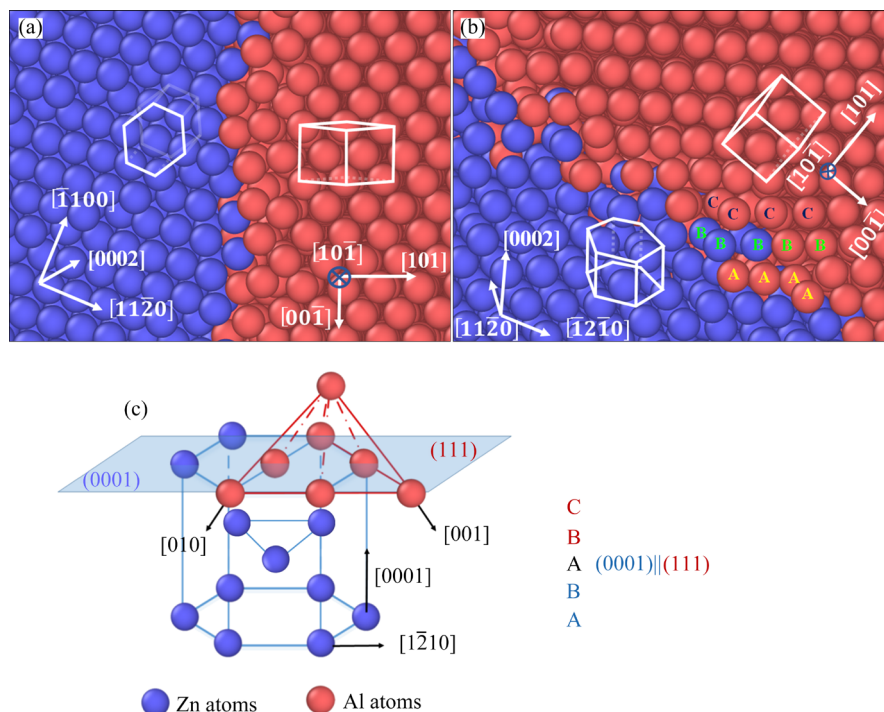 (a)
[1̅100]
[0002]
[112̅0]
[101̅]
[101]
[001̅]
(b)
[101]
[101̅]
[001̅]
C C C C
B B B B B
A A A A
[0002]
[112̅0]
[1̅21̅0]
(c)
(111)
(0001)
[010]
[001]
[0001]
[12̅10]
C
B
A (0001)||(111)
B
A
Zn atoms
Al atoms